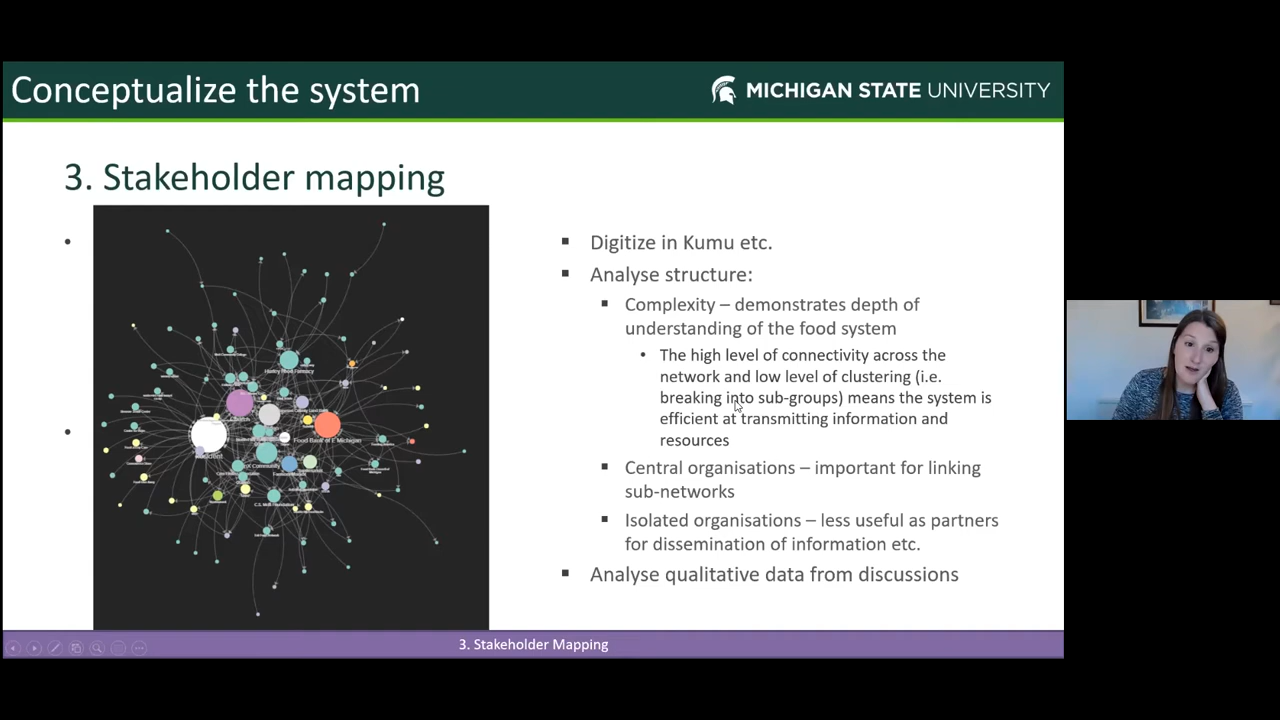 Conceptualize the system
MICHIGAN STATE UNIVERSITY
3. Stakeholder mapping
Food Bank of E Michigan
▪ Digitize in Kumu etc.
▪ Analyse structure:
▪ Complexity – demonstrates depth of
understanding of the food system
• The high level of connectivity across the
network and low level of clustering (i.e.
breaking into sub-groups) means the system is
efficient at transmitting information and
resources
▪ Central organisations – important for linking
sub-networks
▪ Isolated organisations – less useful as partners
for dissemination of information etc.
▪ Analyse qualitative data from discussions
3. Stakeholder Mapping